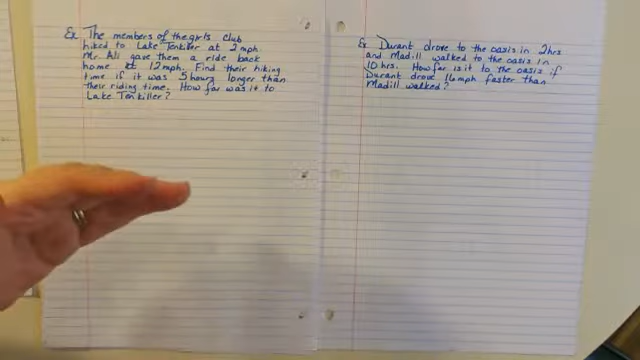 Ex The members of the girls club
hiked to Lake Tenkiller at 2 mph
Mr Ali gave them a ride back
home at 12 mph. Find their hiking
time if it was 5 hours longer than
their riding time. How far was it to
Lake Tenkiller?
Ex Durant drove to the oasis in 2 hrs
and Madill walked to the oasis in
10 hrs. How far is it to the oasis if
Durant drove 16 mph faster than
Madill walked?